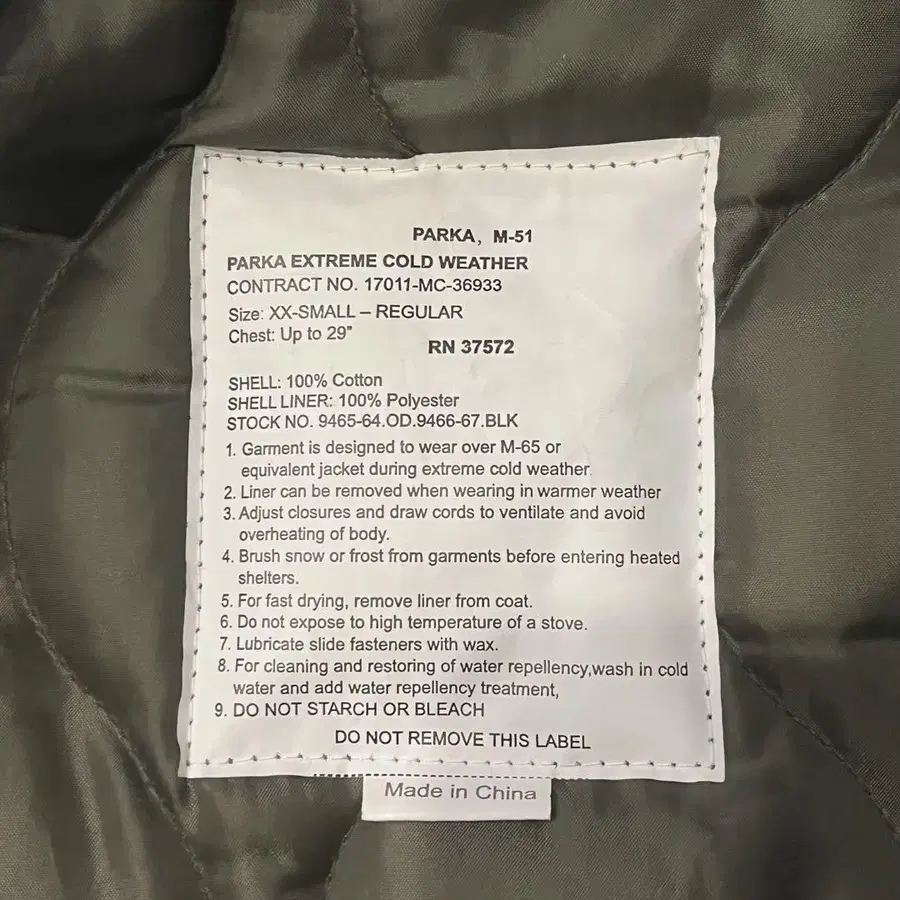 PARKA, M-51
PARKA EXTREME COLD WEATHER
CONTRACT NO. 17011-MC-36933
Size: XX-SMALL – REGULAR
Chest: Up to 29"
RN 37572
SHELL: 100% Cotton
SHELL LINER: 100% Polyester
STOCK NO. 9465-64.OD.9466-67.BLK
1. Garment is designed to wear over M-65 or
equivalent jacket during extreme cold weather.
2. Liner can be removed when wearing in warmer weather
3. Adjust closures and draw cords to ventilate and avoid
overheating of body.
4. Brush snow or frost from garments before entering heated
shelters.
5. For fast drying, remove liner from coat.
6. Do not expose to high temperature of a stove.
7. Lubricate slide fasteners with wax.
8. For cleaning and restoring of water repellency,wash in cold
water and add water repellency treatment,
9. DO NOT STARCH OR BLEACH
DO NOT REMOVE THIS LABEL
Made in China